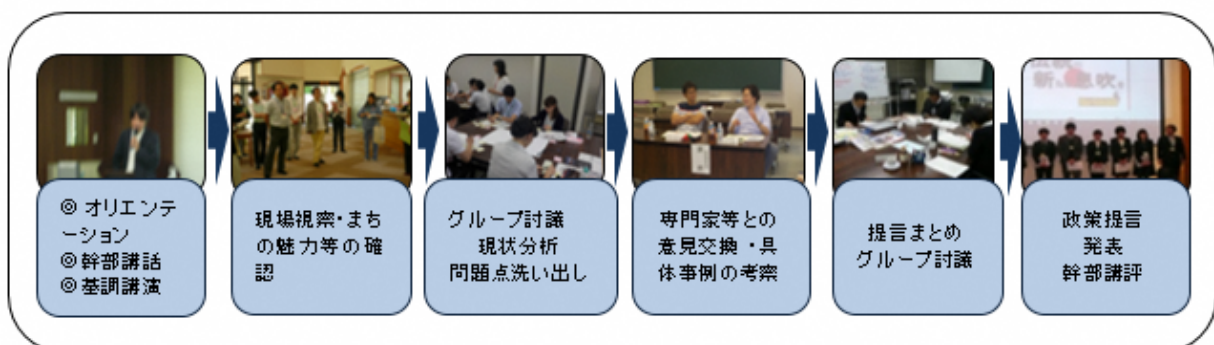 ◎オリエンテ
ーション
◎幹部講話
◎基調講演
現場視察・まち
の魅力等の確
認
グループ討議
現状分析
問題点洗い出し
専門家等との
意見交換・具
体事例の考察
提言まとめ
グループ討議
政策提言
発表
幹部講評